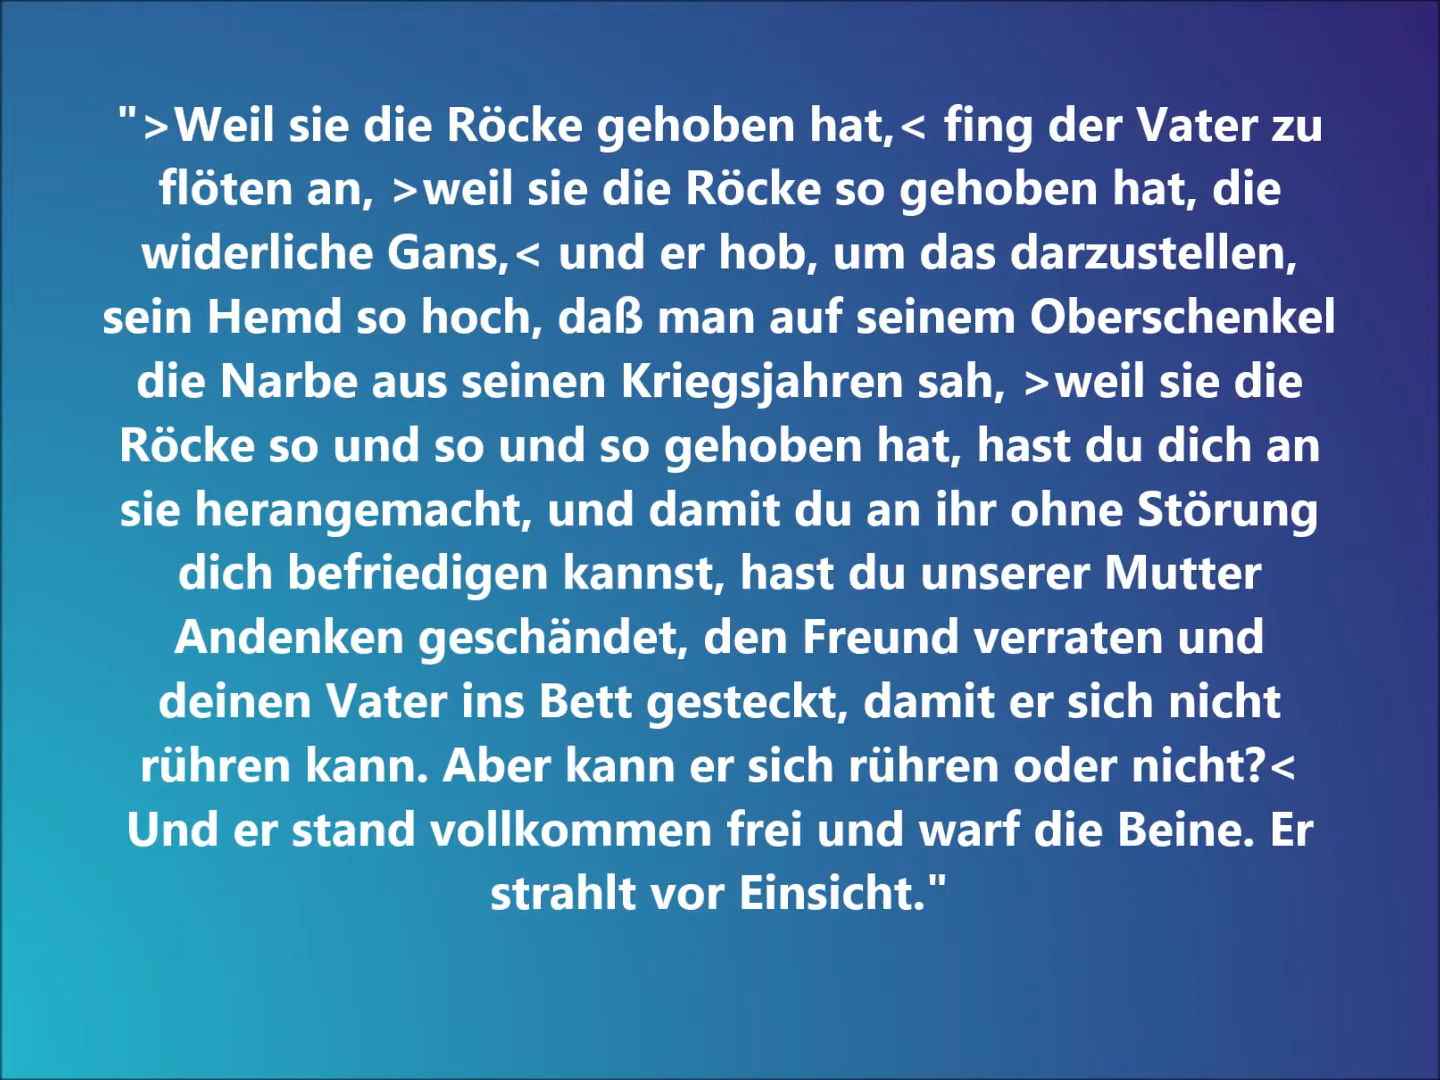 ">Weil sie die Röcke gehoben hat,< fing der Vater zu
flöten an, >weil sie die Röcke so gehoben hat, die
widerliche Gans,< und er hob, um das darzustellen,
sein Hemd so hoch, daß man auf seinem Oberschenkel
die Narbe aus seinen Kriegsjahren sah, >weil sie die
Röcke so und so und so gehoben hat, hast du dich an
sie herangemacht, und damit du an ihr ohne Störung
dich befriedigen kannst, hast du unserer Mutter
Andenken geschändet, den Freund verraten und
deinen Vater ins Bett gesteckt, damit er sich nicht
rühren kann. Aber kann er sich rühren oder nicht?<
Und er stand vollkommen frei und warf die Beine. Er
strahlt vor Einsicht."